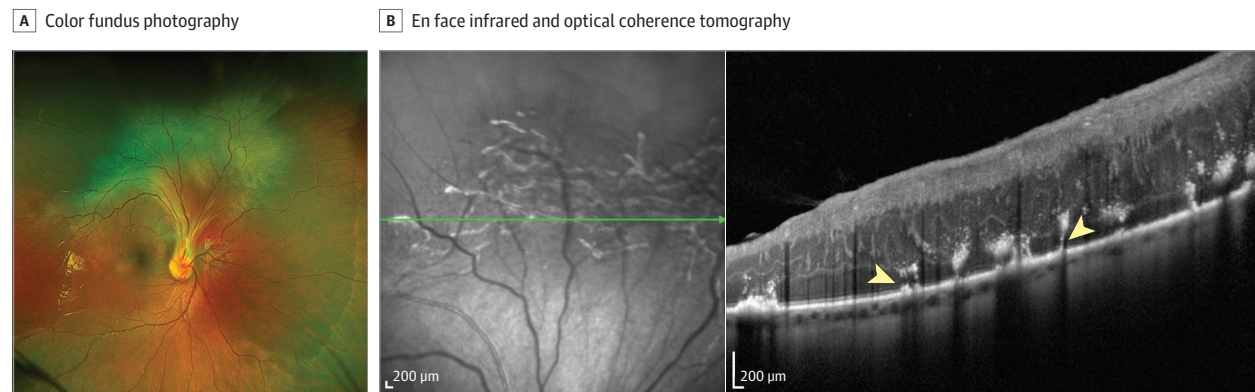 A Color fundus photography
B En face infrared and optical coherence tomography
200 μm
200 μm